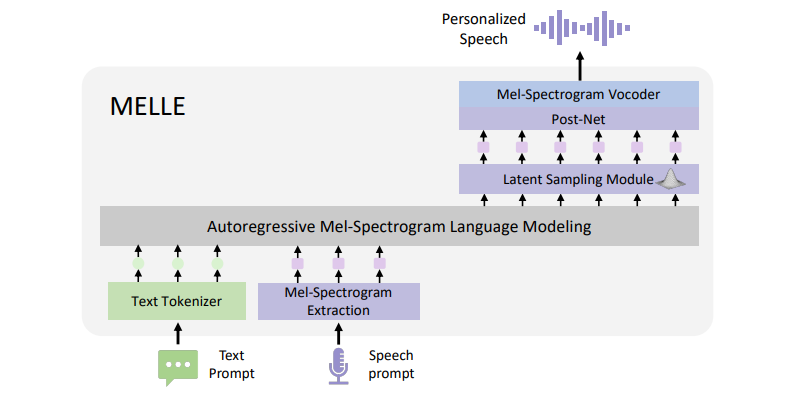 Personalized
Speech
MELLE
Mel-Spectrogram Vocoder
Post-Net
Latent Sampling Module
Autoregressive Mel-Spectrogram Language Modeling
Text Tokenizer
Mel-Spectrogram
Extraction
Text
Prompt
Speech
prompt